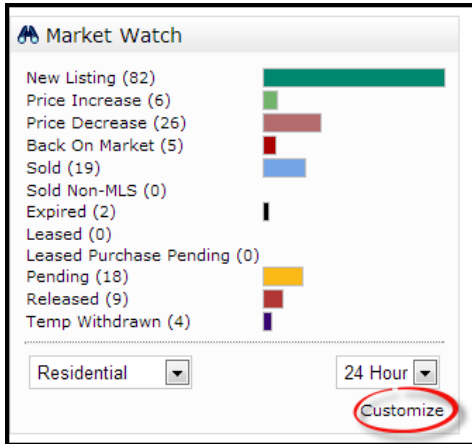 Market Watch
New Listing (82)
Price Increase (6)
Price Decrease (26)
Back On Market (5)
Sold (19)
Sold Non-MLS (0)
Expired (2)
Leased (0)
Leased Purchase Pending (0)
Pending (18)
Released (9)
Temp Withdrawn (4)
Residential 24 Hour
Customize